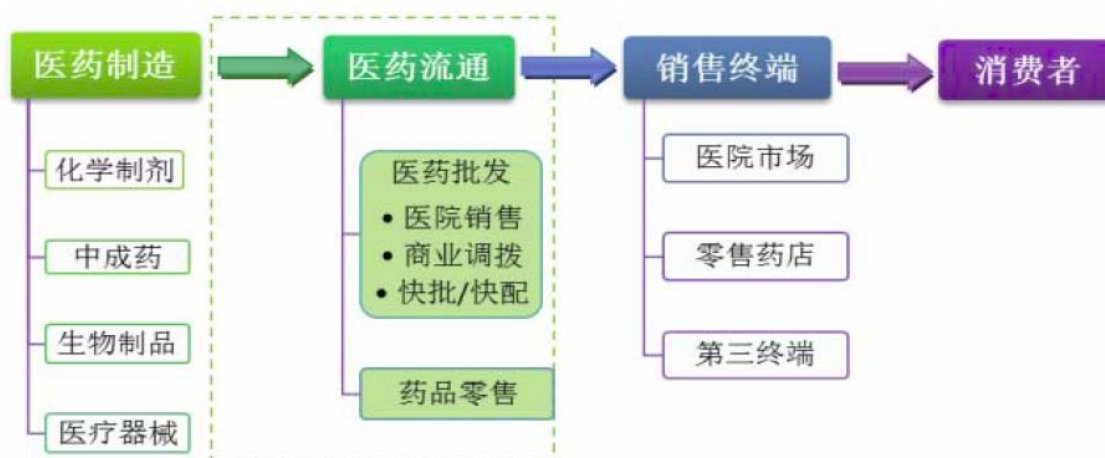 医药制造
医药流通
销售终端
消费者
化学制剂
中成药
生物制品
医疗器械
医药批发
• 医院销售
• 商业调拨
• 快批/快配
药品零售
医院市场
零售药店
第三终端